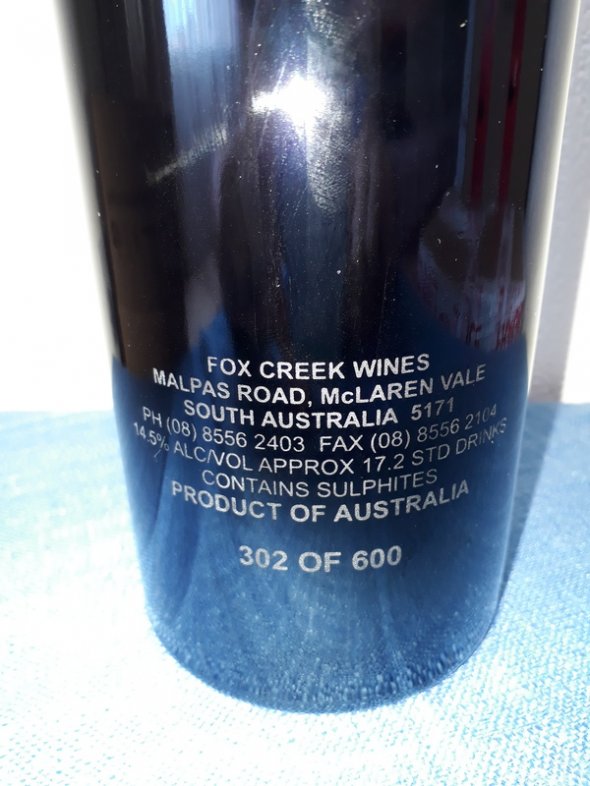 FOX CREEK WINES
MALPAS ROAD, McLAREN VALE
SOUTH AUSTRALIA 5171
PH (08) 8556 2403 FAX (08) 8556 2104
14.5% ALC/VOL APPROX 17.2 STD DRINKS
CONTAINS SULPHITES
PRODUCT OF AUSTRALIA
302 OF 600